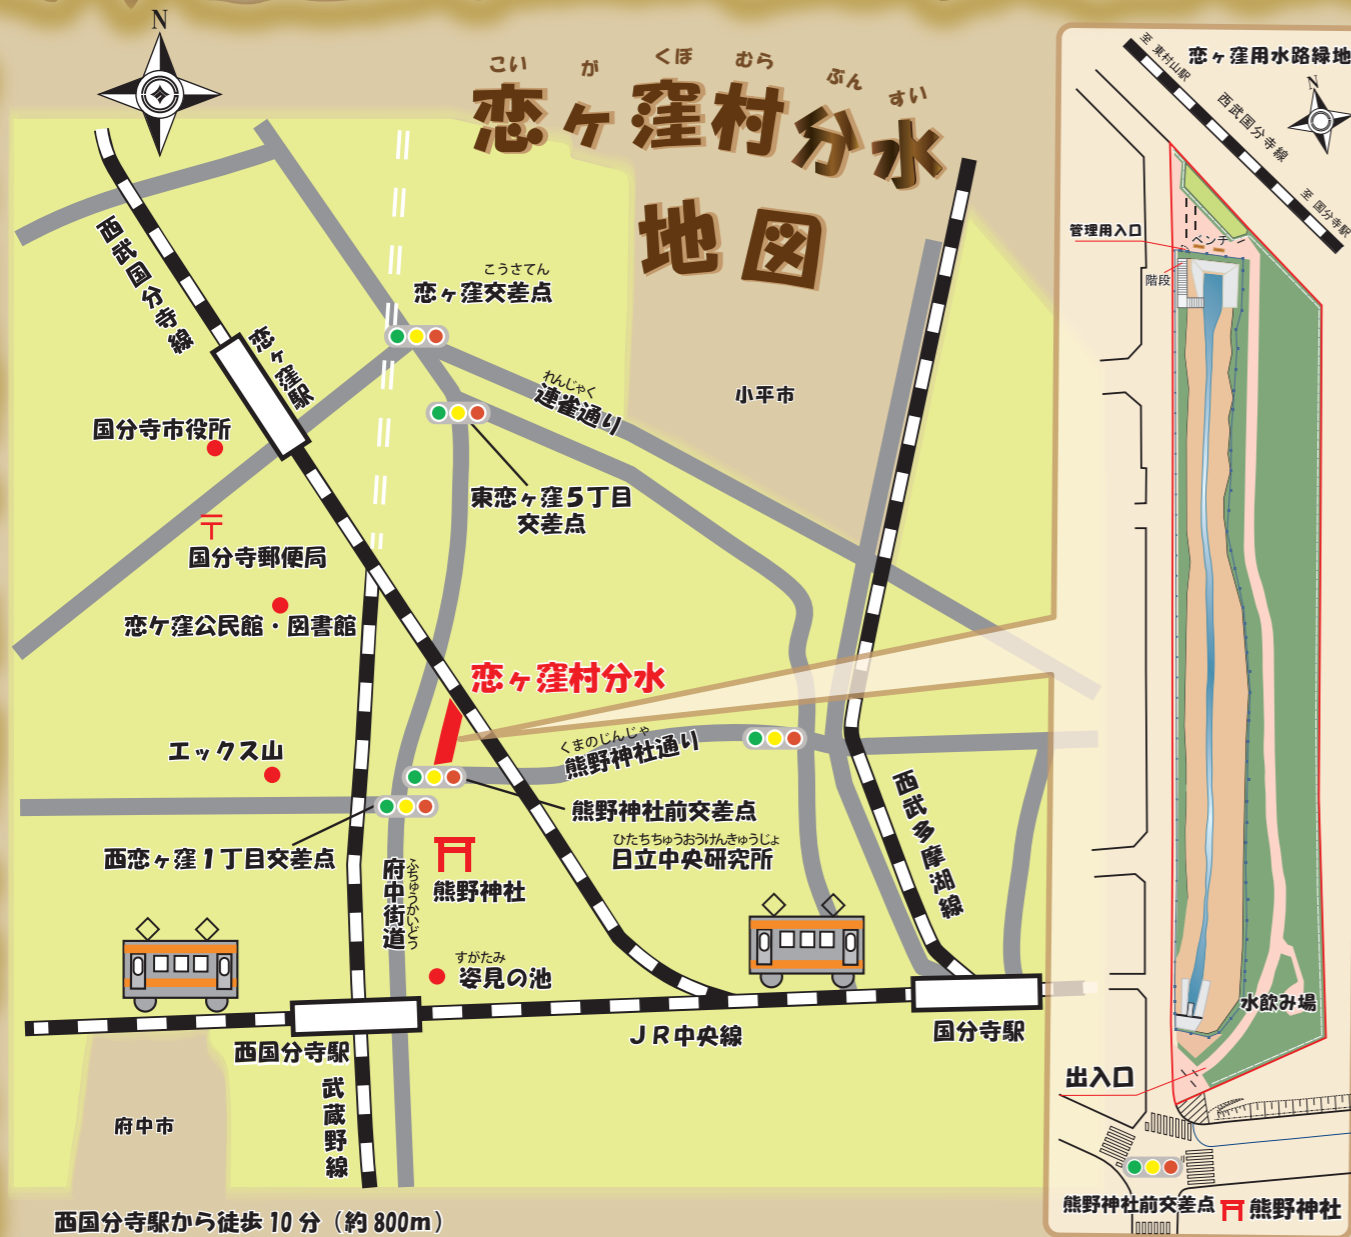 N
こい が くぼ むら ぶん すい
恋ヶ窪村分水
地図
西武国分寺線
恋ヶ窪駅
こうさてん
恋ヶ窪交差点
れんじゃく
連雀通り
小平市
国分寺市役所
東恋ヶ窪5丁目
交差点
〒
国分寺郵便局
恋ケ窪公民館・図書館
恋ヶ窪村分水
エックス山
くまのじんじゃ
熊野神社通り
熊野神社前交差点
西武多摩湖線
西恋ヶ窪1丁目交差点
ひたちちゅうおうけんきゅうじょ
日立中央研究所
府中街道
ふちゅうかいどう
熊野神社
すがたみ
姿見の池
西国分寺駅
JR中央線
国分寺駅
武蔵野線
府中市
西国分寺駅から徒歩10分（約800m）
恋ヶ窪用水路緑地
至 東村山駅
西武国分寺線
N
至 国分寺駅
管理用入口
ベンチ
階段
水飲み場
出入口
熊野神社前交差点
熊野神社